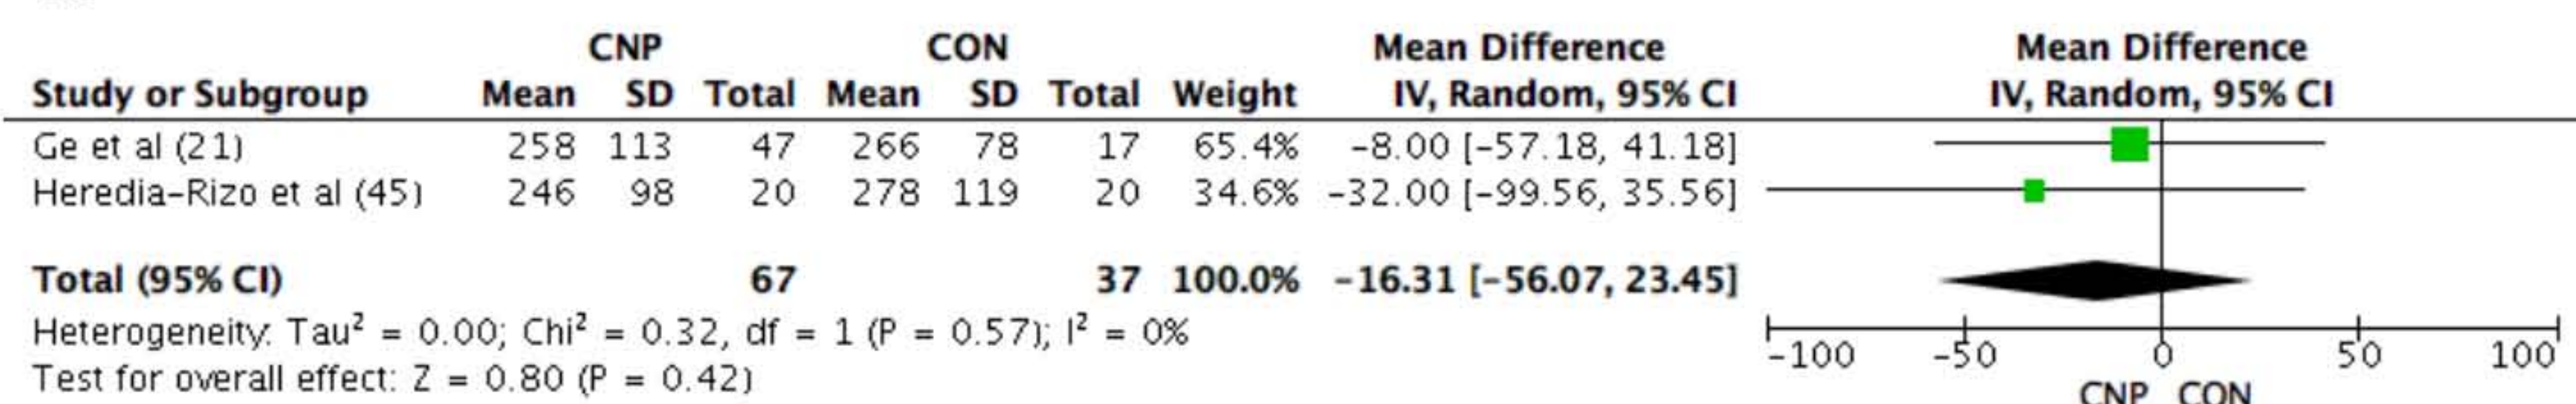 CNP CON Mean Difference Mean Difference
Study or Subgroup Mean SD Total Mean SD Total Weight IV, Random, 95% CI IV, Random, 95% CI
Ge et al (21) 258 113 47 266 78 17 65.4% -8.00 [-57.18, 41.18]
Heredia-Rizo et al (45) 246 98 20 278 119 20 34.6% -32.00 [-99.56, 35.56]
Total (95% CI) 67 37 100.0% -16.31 [-56.07, 23.45]
Heterogeneity: Tau² = 0.00; Chi² = 0.32, df = 1 (P = 0.57); I² = 0%
Test for overall effect: Z = 0.80 (P = 0.42)
-100 -50 0 50 100
CNP CON